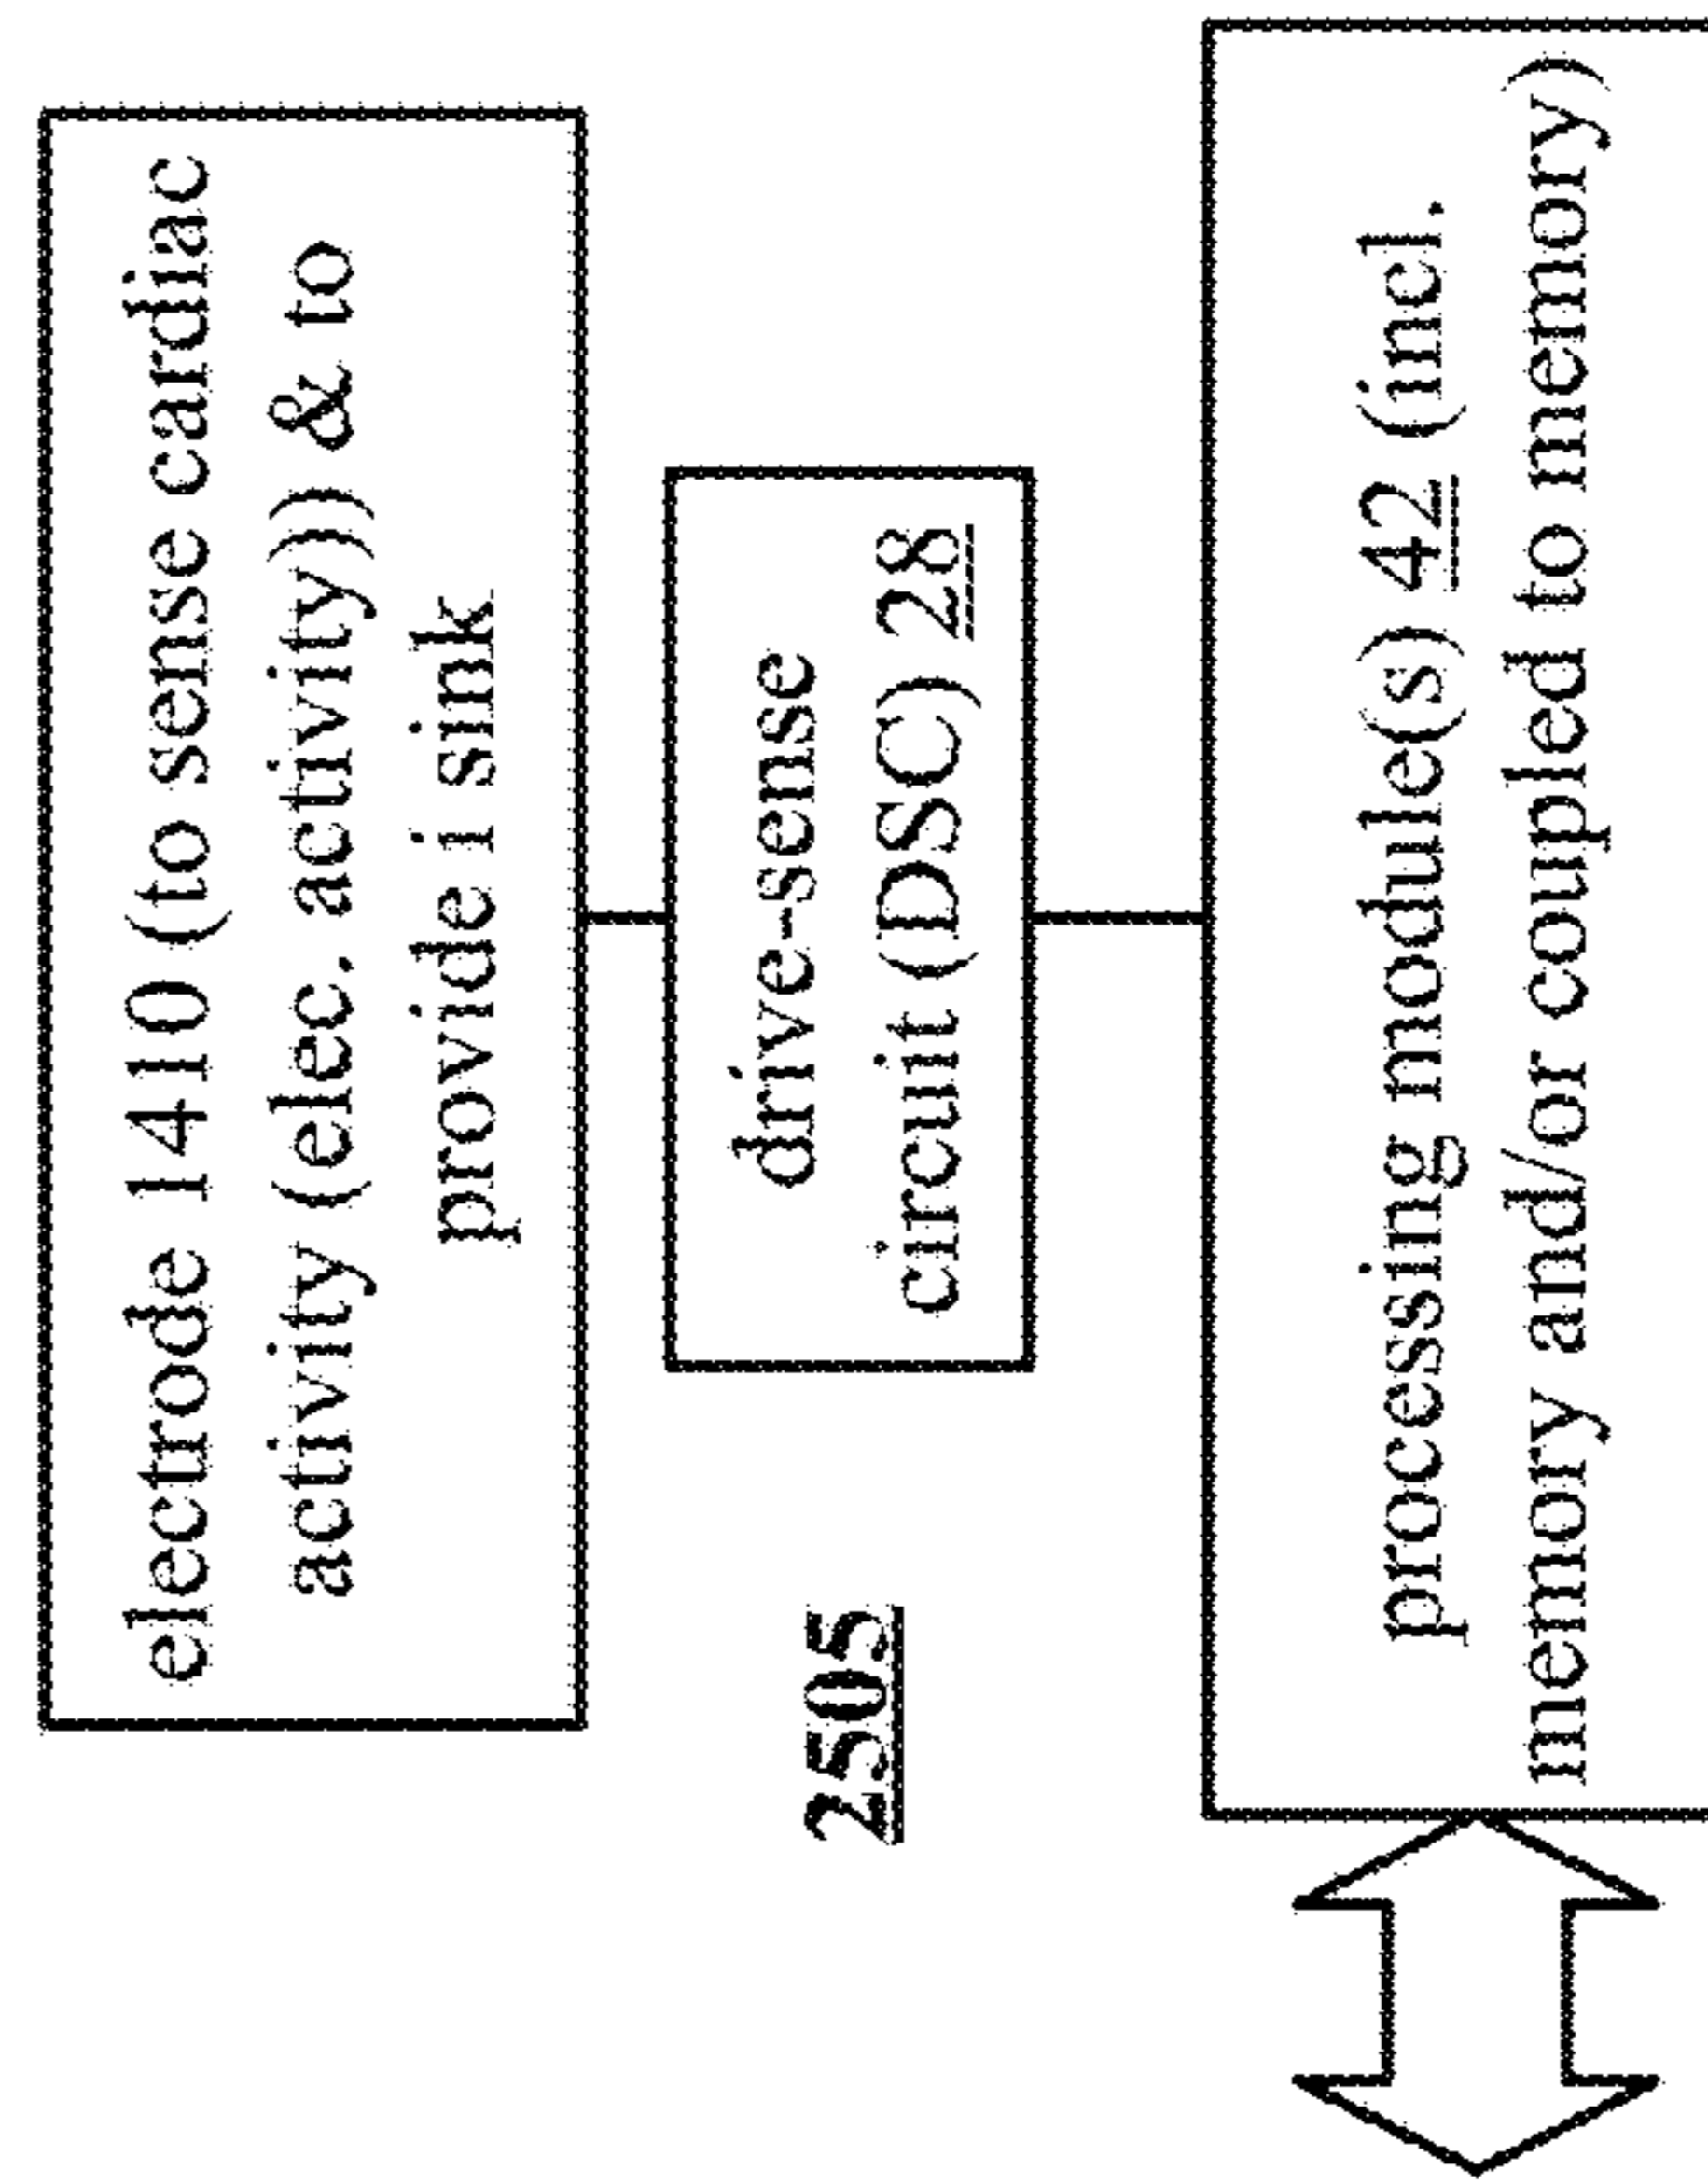 electrode 1410 (to sense cardiac
activity (elec. activity)) & to
provide i sink
drive-sense
circuit (DSC) 28
2505
processing module(s) 42 (incl.
memory and/or coupled to memory)